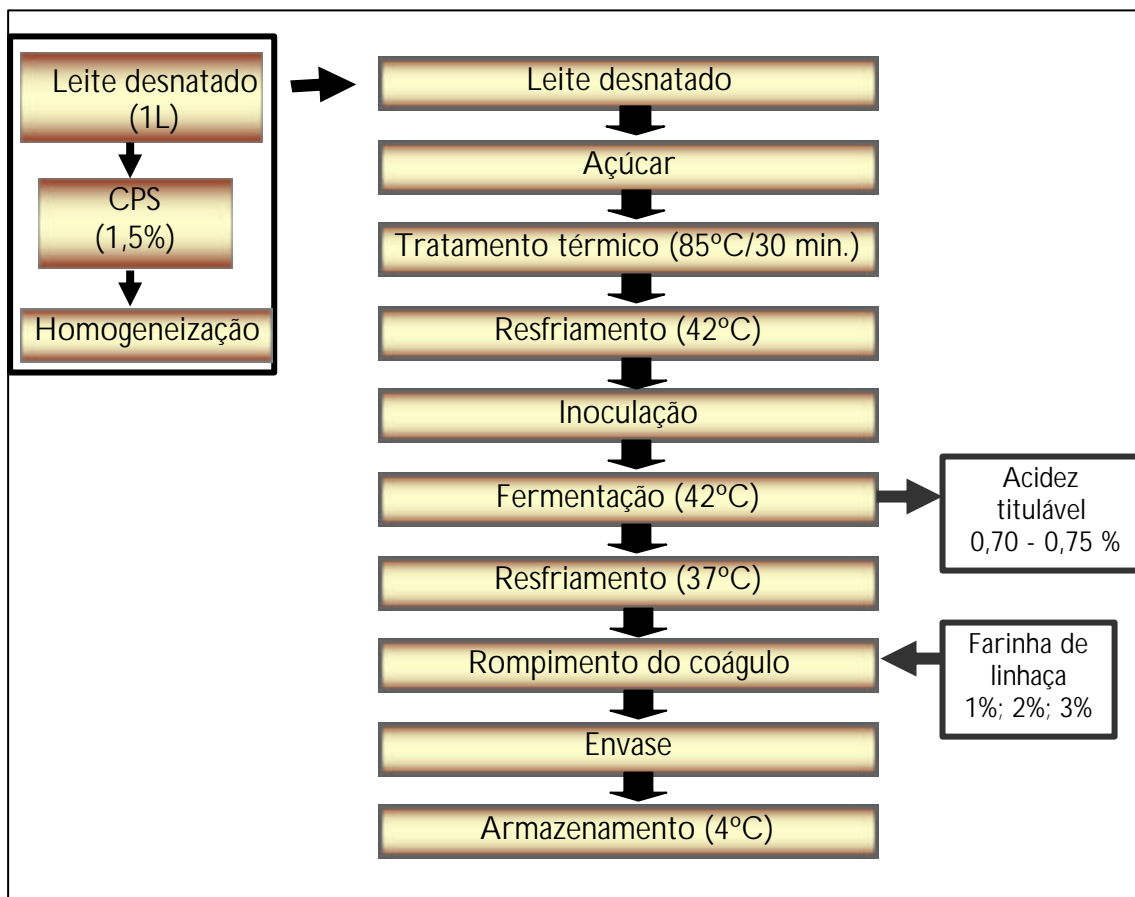 Leite desnatado
(1L)
CPS
(1,5%)
Homogeneização
Leite desnatado
Açúcar
Tratamento térmico (85ºC/30 min.)
Resfriamento (42ºC)
Inoculação
Fermentação (42ºC)
Acidez
titulável
0,70 - 0,75 %
Resfriamento (37ºC)
Rompimento do coágulo
Farinha de
linhaça
1%; 2%; 3%
Envase
Armazenamento (4ºC)